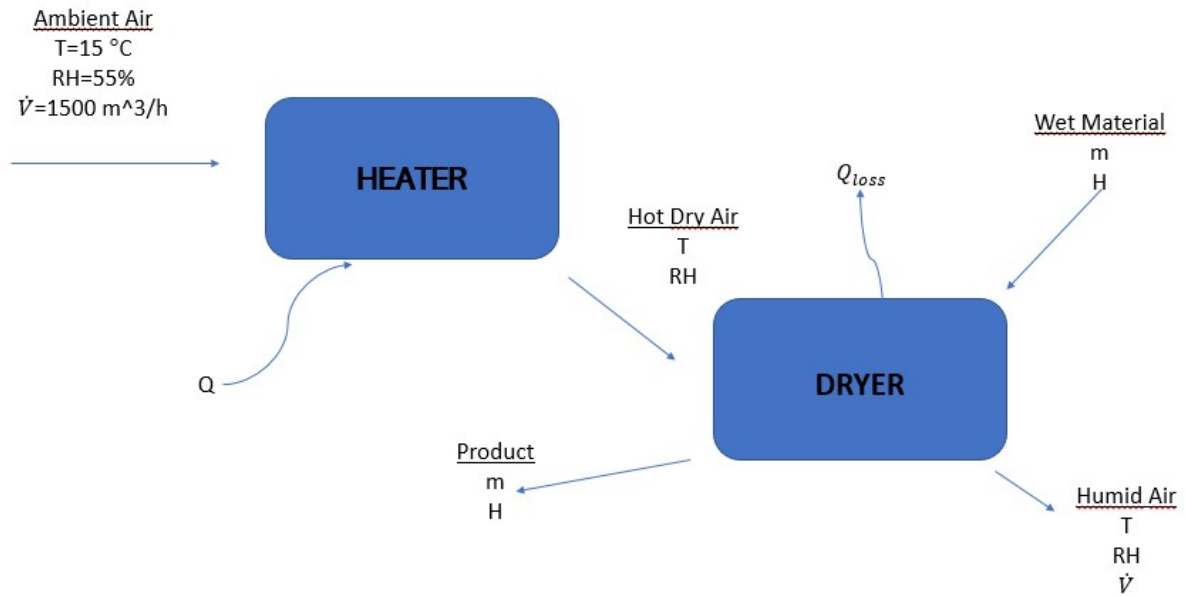 Ambient Air
T=15 °C
RH=55%
V̇=1500 m^3/h
HEATER
Q
Hot Dry Air
T
RH
Q_loss
Wet Material
m
H
DRYER
Product
m
H
Humid Air
T
RH
V̇